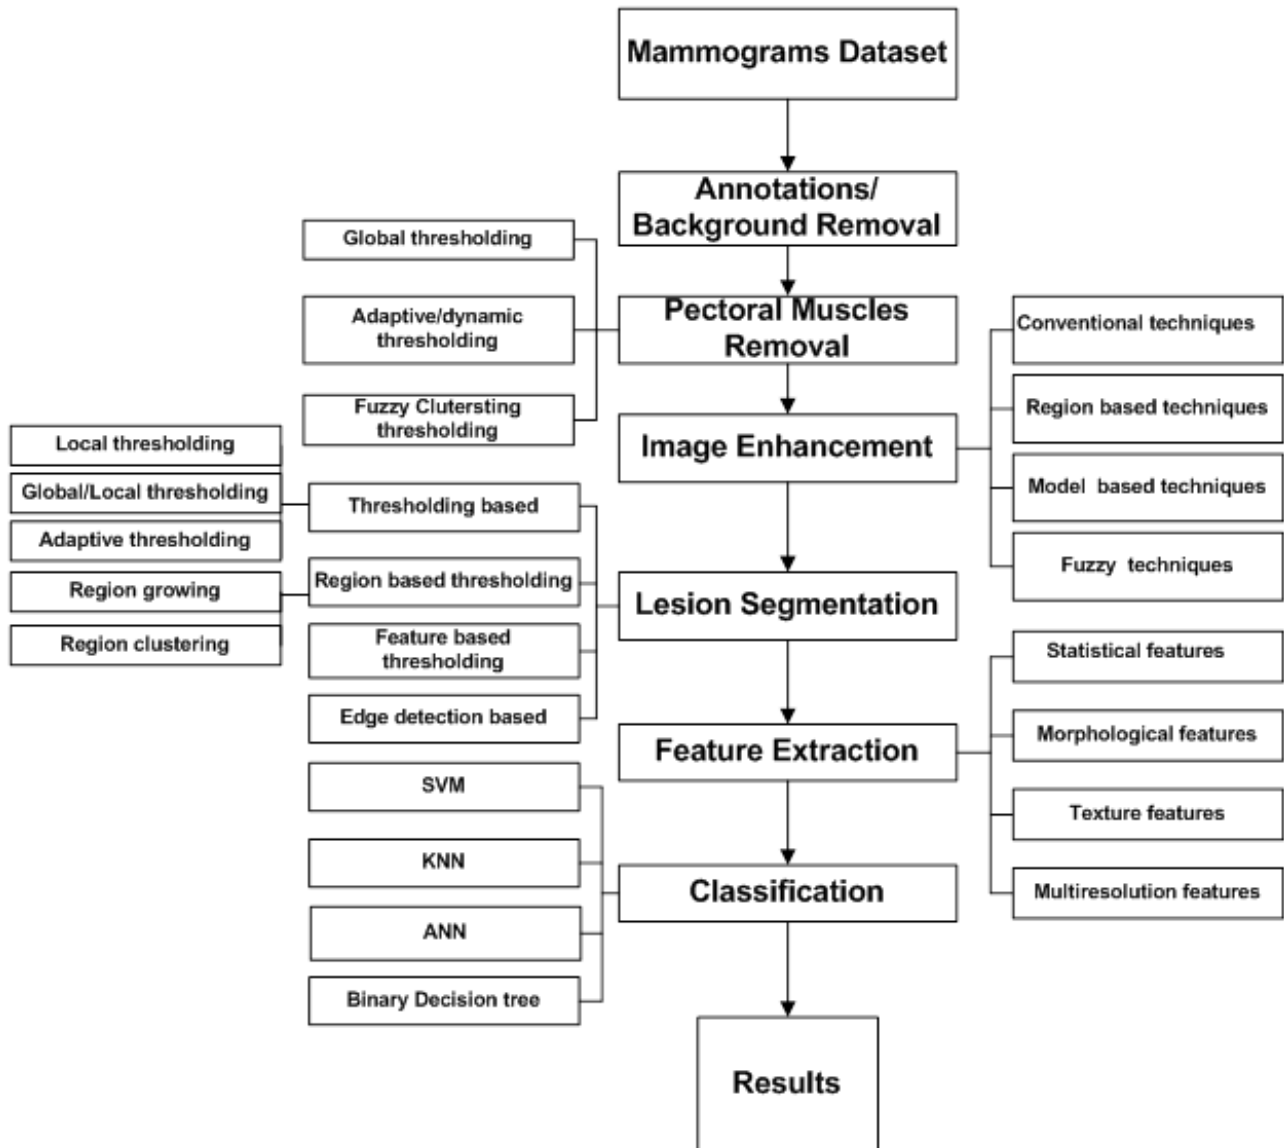 Mammograms Dataset
Annotations/
Background Removal
Global thresholding
Pectoral Muscles
Removal
Adaptive/dynamic
thresholding
Conventional techniques
Region based techniques
Fuzzy Clutersting
thresholding
Image Enhancement
Local thresholding
Global/Local thresholding
Adaptive thresholding
Thresholding based
Model  based techniques
Fuzzy  techniques
Region growing
Region clustering
Region based thresholding
Lesion Segmentation
Feature based
thresholding
Edge detection based
Statistical features
Morphological features
Feature Extraction
Texture features
Multiresolution features
SVM
KNN
ANN
Binary Decision tree
Classification
Results